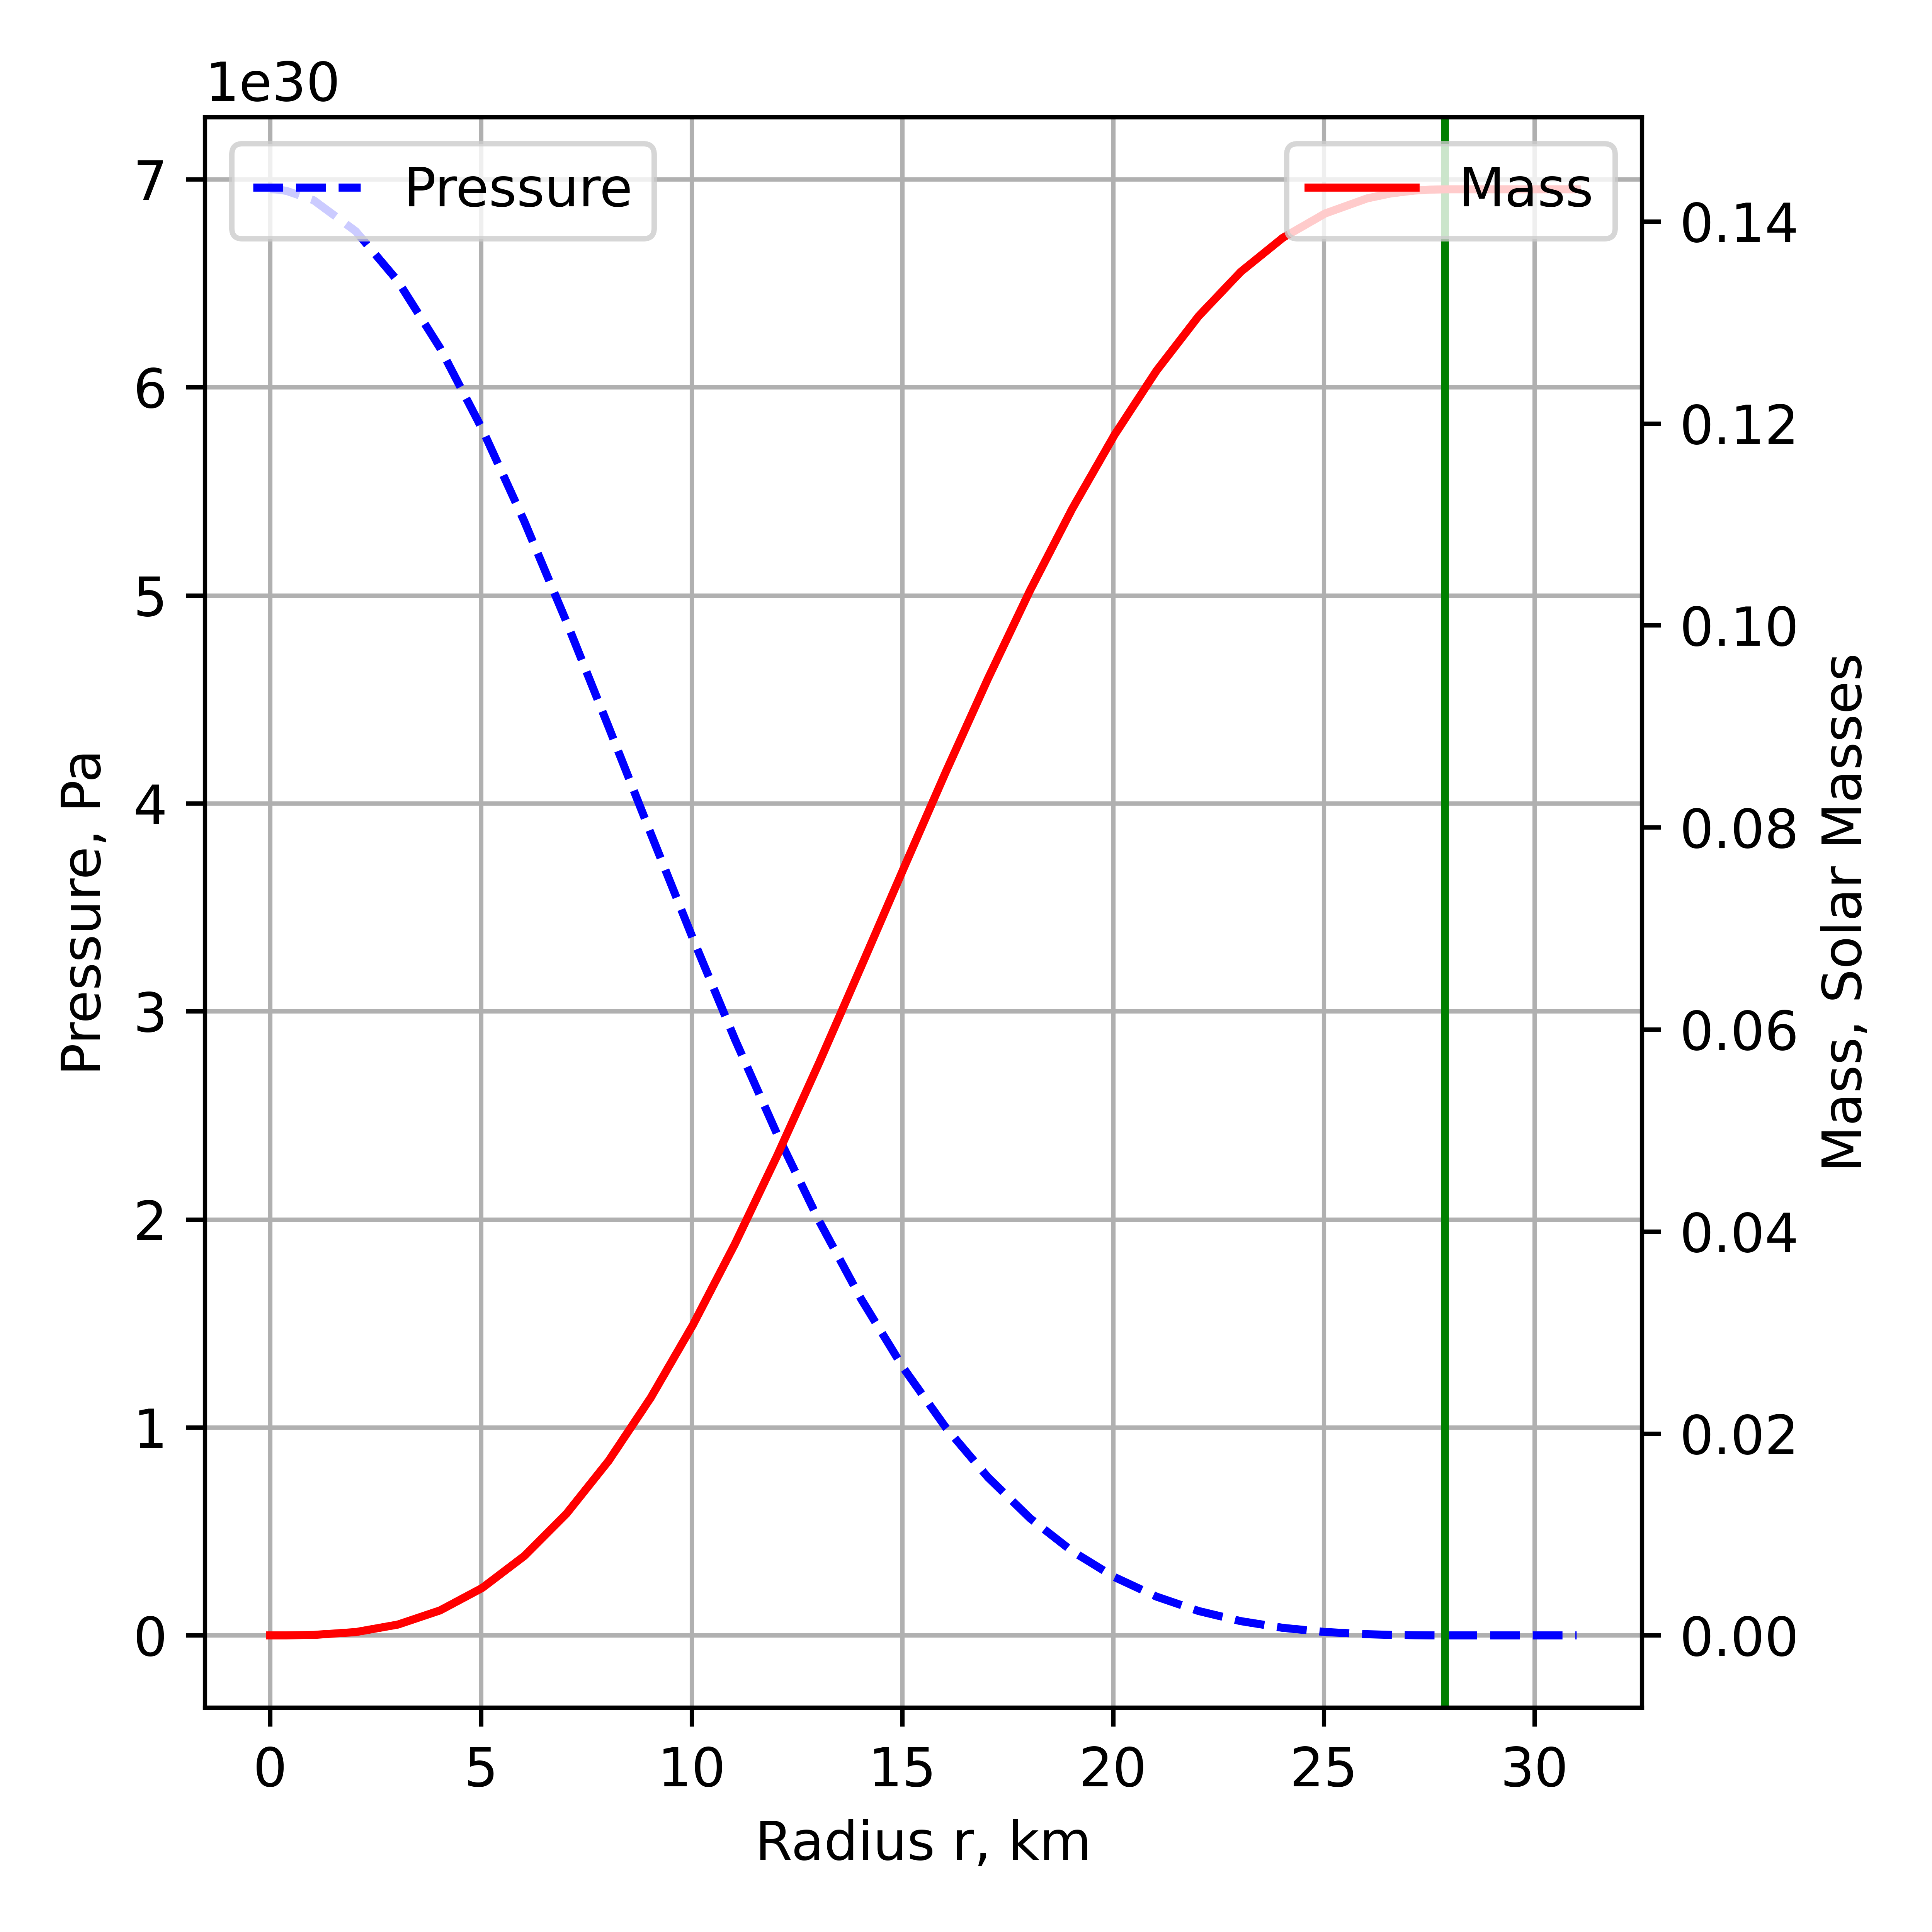 1e30
Pressure
Mass
7
6
5
4
3
2
1
0
Pressure, Pa
0.14
0.12
0.10
0.08
0.06
0.04
0.02
0.00
Mass, Solar Masses
0 5 10 15 20 25 30
Radius r, km